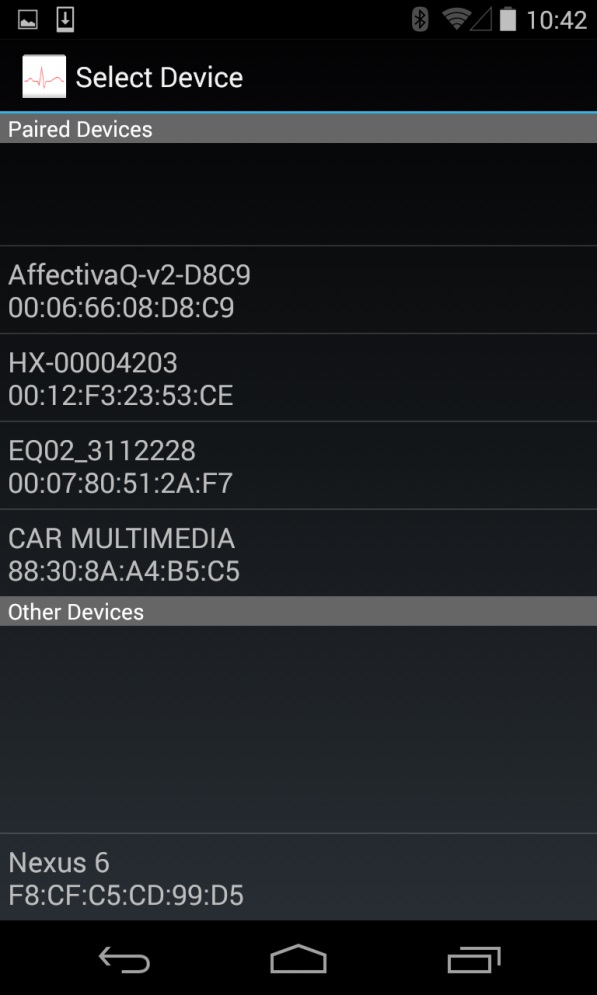 10:42
Select Device
Paired Devices
AffectivaQ-v2-D8C9
00:06:66:08:D8:C9
HX-00004203
00:12:F3:23:53:CE
EQ02_3112228
00:07:80:51:2A:F7
CAR MULTIMEDIA
88:30:8A:A4:B5:C5
Other Devices
Nexus 6
F8:CF:C5:CD:99:D5